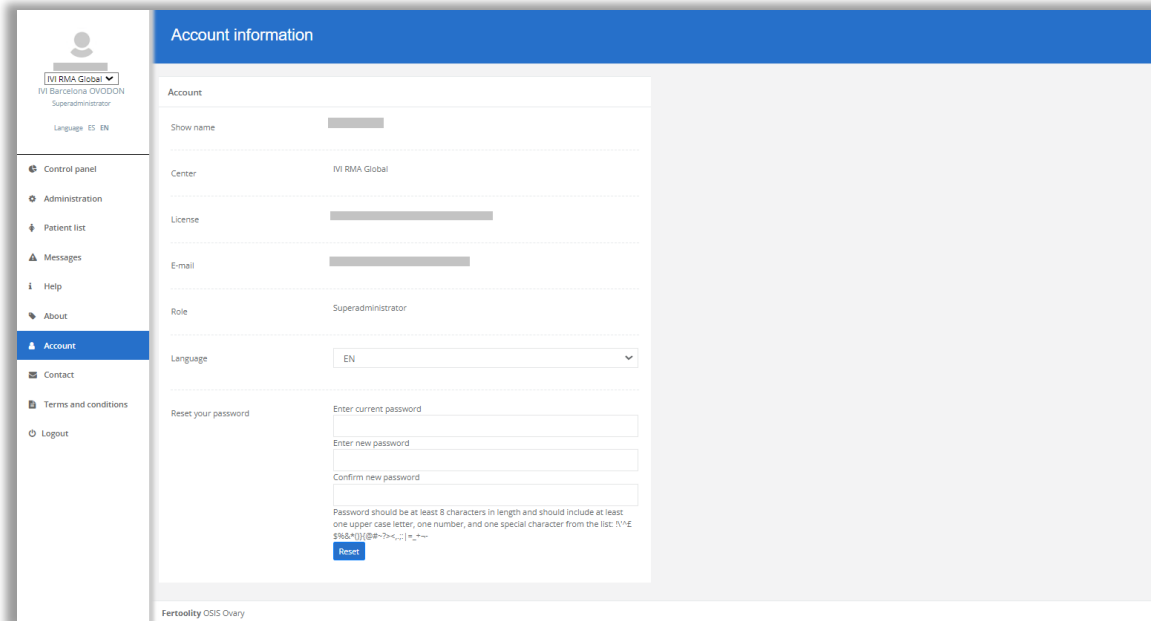 Account information
IVI RMA Global
IVI Barcelona OVODON
Superadministrator
Language ES EN
Control panel
Administration
Patient list
Messages
Help
About
Account
Contact
Terms and conditions
Logout
Account
Show name
Center IVI RMA Global
License
E-mail
Role Superadministrator
Language EN
Reset your password
Enter current password
Enter new password
Confirm new password
Password should be at least 8 characters in length and should include at least
one upper case letter, one number, and one special character from the list: !\'^£
$%&*()}{@#~?><,.;:|=_+¬-
Reset
Fertoolity OSIS Ovary